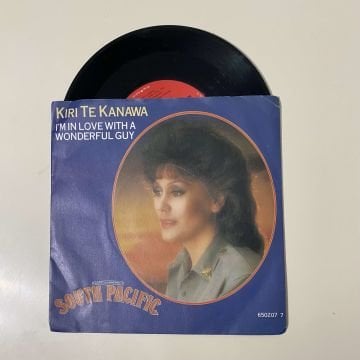 KIRI TE KANAWA
I'M IN LOVE WITH A
WONDERFUL GUY
SOUTH PACIFIC
650207 7